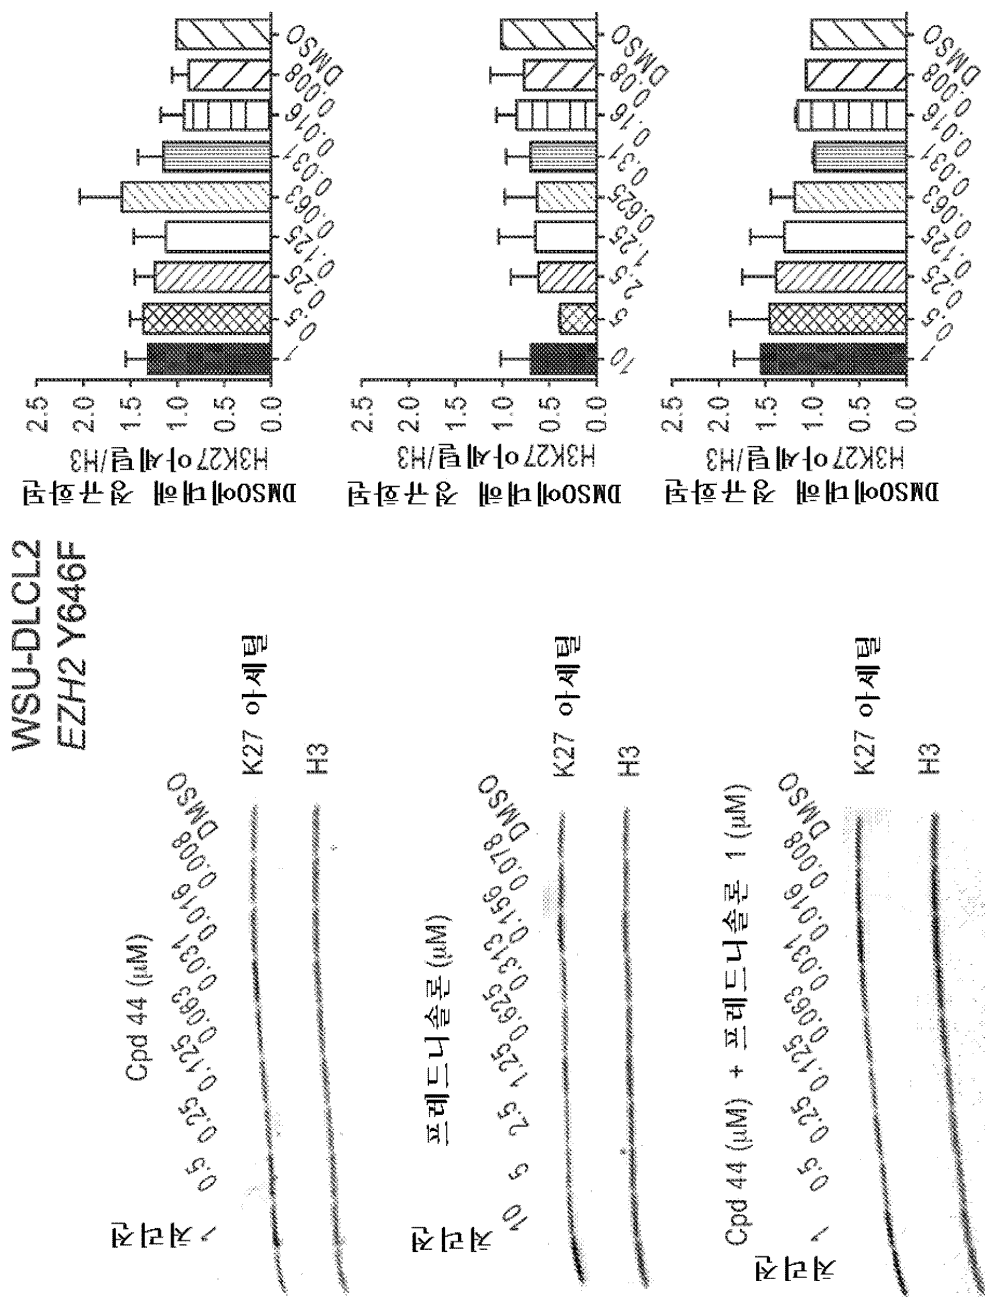 WSU-DLCL2
EZH2 Y646F
Cpd 44 (μM)
처리전 1 0.5 0.25 0.125 0.063 0.031 0.016 0.008 DMSO
K27 아세틸
H3
DMSO에대해 정규화된
H3K27아세틸/H3
2.5
2.0
1.5
1.0
0.5
0.0
1 0.5 0.25 0.125 0.063 0.031 0.016 0.008 DMSO
프레드니솔론 (μM)
처리전 10 5 2.5 1.25 0.625 0.313 0.156 0.078 DMSO
K27 아세틸
H3
DMSO에대해 정규화된
H3K27아세틸/H3
2.5
2.0
1.5
1.0
0.5
0.0
10 5 2.5 1.25 0.625 0.31 0.16 0.08 DMSO
Cpd 44 (μM) + 프레드니솔론 1 (μM)
처리전 1 0.5 0.25 0.125 0.063 0.031 0.016 0.008 DMSO
K27 아세틸
H3
DMSO에대해 정규화된
H3K27아세틸/H3
2.5
2.0
1.5
1.0
0.5
0.0
1 0.5 0.25 0.125 0.063 0.031 0.016 0.008 DMSO